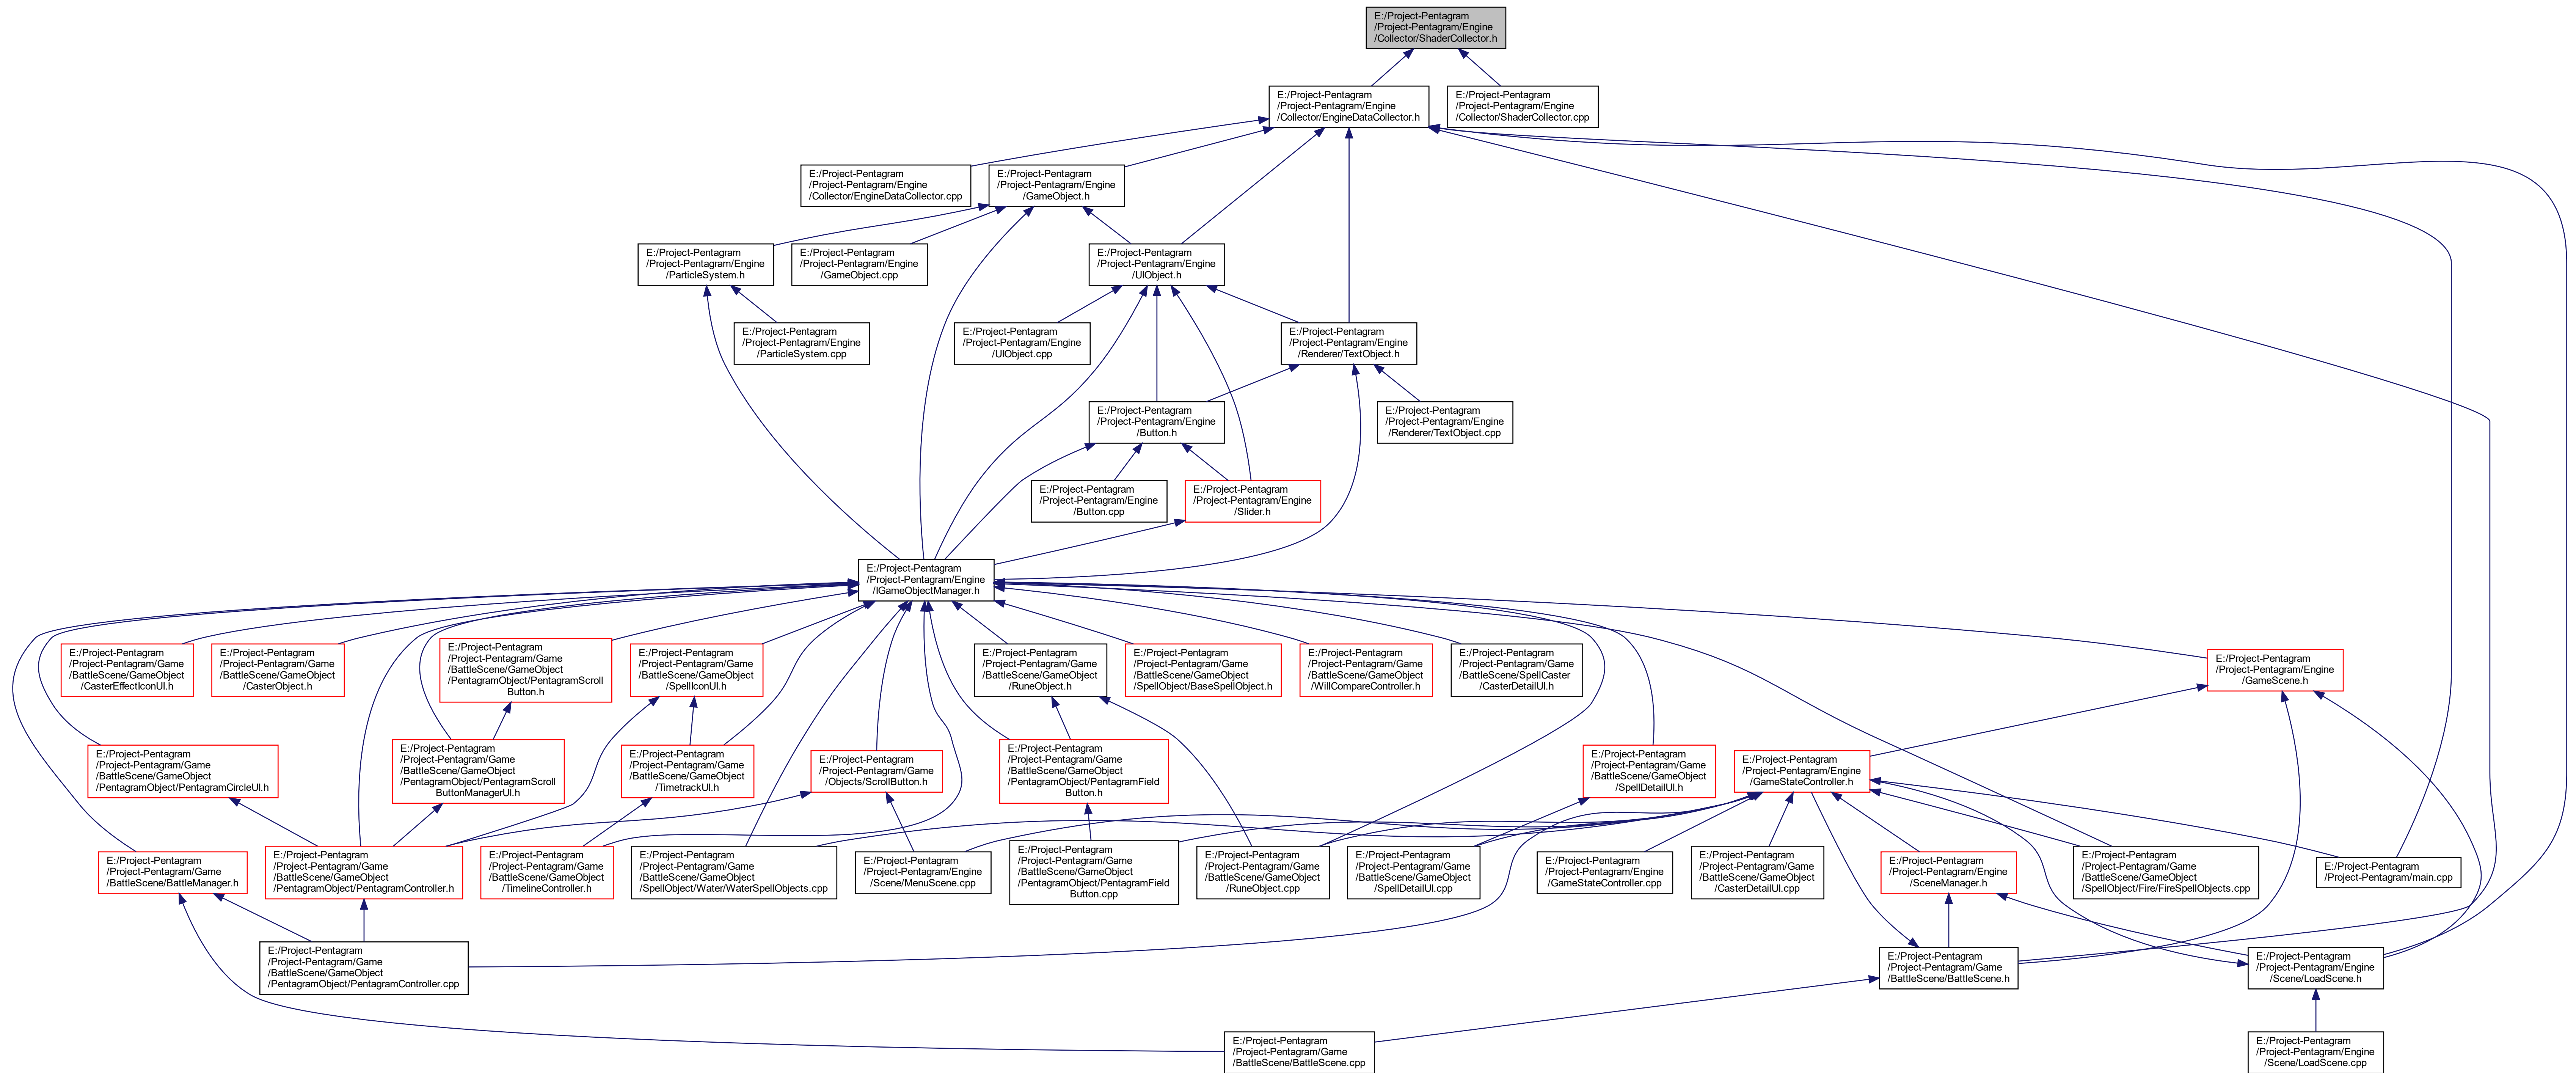 E:/Project-Pentagram
/Project-Pentagram/Engine
/Collector/ShaderCollector.h
E:/Project-Pentagram
/Project-Pentagram/Engine
/Collector/EngineDataCollector.h
E:/Project-Pentagram
/Project-Pentagram/Engine
/Collector/ShaderCollector.cpp
E:/Project-Pentagram
/Project-Pentagram/Engine
/Collector/EngineDataCollector.cpp
E:/Project-Pentagram
/Project-Pentagram/Engine
/GameObject.h
E:/Project-Pentagram
/Project-Pentagram/Engine
/ParticleSystem.h
E:/Project-Pentagram
/Project-Pentagram/Engine
/GameObject.cpp
E:/Project-Pentagram
/Project-Pentagram/Engine
/UIObject.h
E:/Project-Pentagram
/Project-Pentagram/Engine
/ParticleSystem.cpp
E:/Project-Pentagram
/Project-Pentagram/Engine
/UIObject.cpp
E:/Project-Pentagram
/Project-Pentagram/Engine
/Renderer/TextObject.h
E:/Project-Pentagram
/Project-Pentagram/Engine
/Button.h
E:/Project-Pentagram
/Project-Pentagram/Engine
/Renderer/TextObject.cpp
E:/Project-Pentagram
/Project-Pentagram/Engine
/Button.cpp
E:/Project-Pentagram
/Project-Pentagram/Engine
/Slider.h
E:/Project-Pentagram
/Project-Pentagram/Engine
/IGameObjectManager.h
E:/Project-Pentagram
/Project-Pentagram/Game
/BattleScene/GameObject
/CasterEffectIconUI.h
E:/Project-Pentagram
/Project-Pentagram/Game
/BattleScene/GameObject
/CasterObject.h
E:/Project-Pentagram
/Project-Pentagram/Game
/BattleScene/GameObject
/PentagramObject/PentagramScroll
Button.h
E:/Project-Pentagram
/Project-Pentagram/Game
/BattleScene/GameObject
/SpellIconUI.h
E:/Project-Pentagram
/Project-Pentagram/Game
/BattleScene/GameObject
/RuneObject.h
E:/Project-Pentagram
/Project-Pentagram/Game
/BattleScene/GameObject
/SpellObject/BaseSpellObject.h
E:/Project-Pentagram
/Project-Pentagram/Game
/BattleScene/GameObject
/WillCompareController.h
E:/Project-Pentagram
/Project-Pentagram/Game
/BattleScene/SpellCaster
/CasterDetailUI.h
E:/Project-Pentagram
/Project-Pentagram/Engine
/GameScene.h
E:/Project-Pentagram
/Project-Pentagram/Game
/BattleScene/GameObject
/PentagramObject/PentagramCircleUI.h
E:/Project-Pentagram
/Project-Pentagram/Game
/BattleScene/GameObject
/PentagramObject/PentagramScroll
ButtonManagerUI.h
E:/Project-Pentagram
/Project-Pentagram/Game
/BattleScene/GameObject
/TimetrackUI.h
E:/Project-Pentagram
/Project-Pentagram/Game
/Objects/ScrollButton.h
E:/Project-Pentagram
/Project-Pentagram/Game
/BattleScene/GameObject
/PentagramObject/PentagramField
Button.h
E:/Project-Pentagram
/Project-Pentagram/Game
/BattleScene/GameObject
/SpellDetailUI.h
E:/Project-Pentagram
/Project-Pentagram/Engine
/GameStateController.h
E:/Project-Pentagram
/Project-Pentagram/Game
/BattleScene/BattleManager.h
E:/Project-Pentagram
/Project-Pentagram/Game
/BattleScene/GameObject
/PentagramObject/PentagramController.h
E:/Project-Pentagram
/Project-Pentagram/Game
/BattleScene/GameObject
/TimelineController.h
E:/Project-Pentagram
/Project-Pentagram/Game
/BattleScene/GameObject
/SpellObject/Water/WaterSpellObjects.cpp
E:/Project-Pentagram
/Project-Pentagram/Engine
/Scene/MenuScene.cpp
E:/Project-Pentagram
/Project-Pentagram/Game
/BattleScene/GameObject
/PentagramObject/PentagramField
Button.cpp
E:/Project-Pentagram
/Project-Pentagram/Game
/BattleScene/GameObject
/RuneObject.cpp
E:/Project-Pentagram
/Project-Pentagram/Game
/BattleScene/GameObject
/SpellDetailUI.cpp
E:/Project-Pentagram
/Project-Pentagram/Engine
/GameStateController.cpp
E:/Project-Pentagram
/Project-Pentagram/Game
/BattleScene/GameObject
/CasterDetailUI.cpp
E:/Project-Pentagram
/Project-Pentagram/Engine
/SceneManager.h
E:/Project-Pentagram
/Project-Pentagram/Game
/BattleScene/GameObject
/SpellObject/Fire/FireSpellObjects.cpp
E:/Project-Pentagram
/Project-Pentagram/main.cpp
E:/Project-Pentagram
/Project-Pentagram/Game
/BattleScene/GameObject
/PentagramObject/PentagramController.cpp
E:/Project-Pentagram
/Project-Pentagram/Game
/BattleScene/BattleScene.h
E:/Project-Pentagram
/Project-Pentagram/Engine
/Scene/LoadScene.h
E:/Project-Pentagram
/Project-Pentagram/Game
/BattleScene/BattleScene.cpp
E:/Project-Pentagram
/Project-Pentagram/Engine
/Scene/LoadScene.cpp